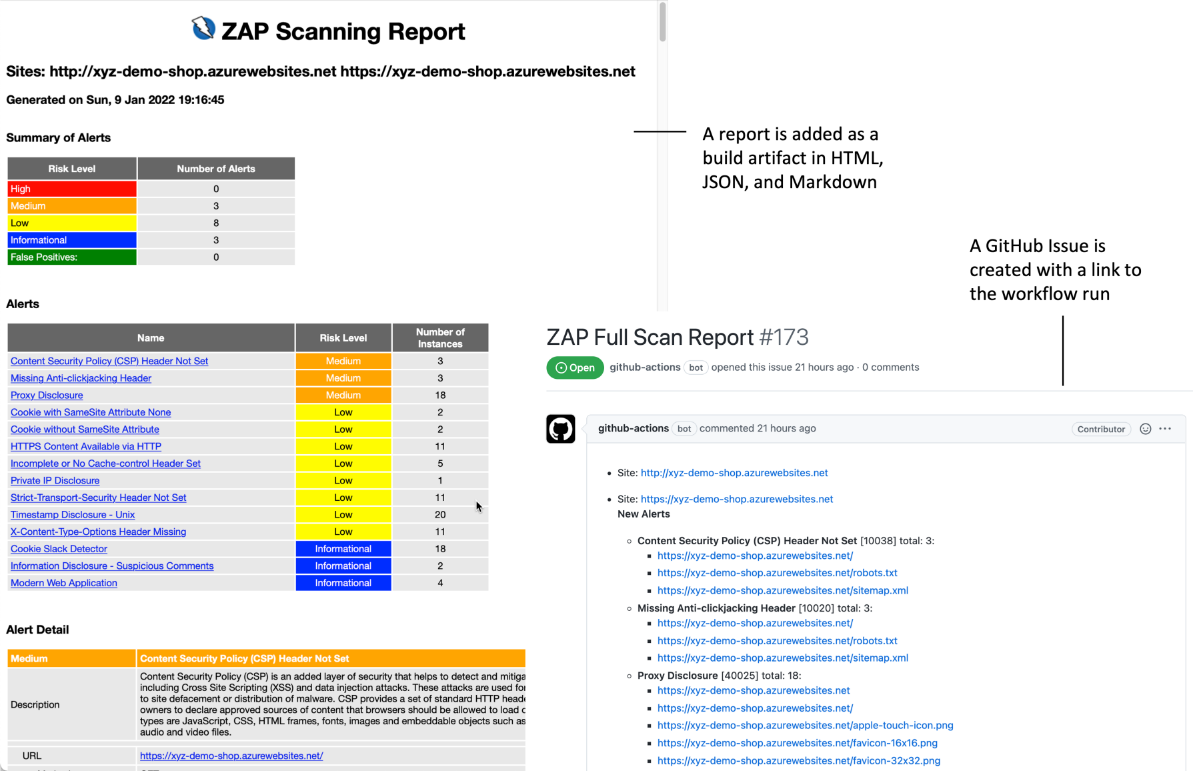 ZAP Scanning Report
Sites: http://xyz-demo-shop.azurewebsites.net https://xyz-demo-shop.azurewebsites.net
Generated on Sun, 9 Jan 2022 19:16:45
Summary of Alerts
Risk Level Number of Alerts
High 0
Medium 3
Low 8
Informational 3
False Positives: 0
Alerts
Name Risk Level Number of Instances
Content Security Policy (CSP) Header Not Set Medium 3
Missing Anti-clickjacking Header Medium 3
Proxy Disclosure Medium 18
Cookie with SameSite Attribute None Low 2
Cookie without SameSite Attribute Low 2
HTTPS Content Available via HTTP Low 11
Incomplete or No Cache-control Header Set Low 5
Private IP Disclosure Low 1
Strict-Transport-Security Header Not Set Low 11
Timestamp Disclosure - Unix Low 20
X-Content-Type-Options Header Missing Low 11
Cookie Slack Detector Informational 18
Information Disclosure - Suspicious Comments Informational 2
Modern Web Application Informational 4
Alert Detail
Medium Content Security Policy (CSP) Header Not Set
Description
Content Security Policy (CSP) is an added layer of security that helps to detect and mitiga
including Cross Site Scripting (XSS) and data injection attacks. These attacks are used for
to site defacement or distribution of malware. CSP provides a set of standard HTTP heade
owners to declare approved sources of content that browsers should be allowed to load o
types are JavaScript, CSS, HTML frames, fonts, images and embeddable objects such as
audio and video files.
URL https://xyz-demo-shop.azurewebsites.net/
A report is added as a
build artifact in HTML,
JSON, and Markdown
A GitHub Issue is
created with a link to
the workflow run
ZAP Full Scan Report #173
Open github-actions bot opened this issue 21 hours ago · 0 comments
github-actions bot commented 21 hours ago Contributor
Site: http://xyz-demo-shop.azurewebsites.net
Site: https://xyz-demo-shop.azurewebsites.net
New Alerts
Content Security Policy (CSP) Header Not Set [10038] total: 3:
https://xyz-demo-shop.azurewebsites.net/
https://xyz-demo-shop.azurewebsites.net/robots.txt
https://xyz-demo-shop.azurewebsites.net/sitemap.xml
Missing Anti-clickjacking Header [10020] total: 3:
https://xyz-demo-shop.azurewebsites.net/
https://xyz-demo-shop.azurewebsites.net/robots.txt
https://xyz-demo-shop.azurewebsites.net/sitemap.xml
Proxy Disclosure [40025] total: 18:
https://xyz-demo-shop.azurewebsites.net
https://xyz-demo-shop.azurewebsites.net/
https://xyz-demo-shop.azurewebsites.net/apple-touch-icon.png
https://xyz-demo-shop.azurewebsites.net/favicon-16x16.png
https://xyz-demo-shop.azurewebsites.net/favicon-32x32.png